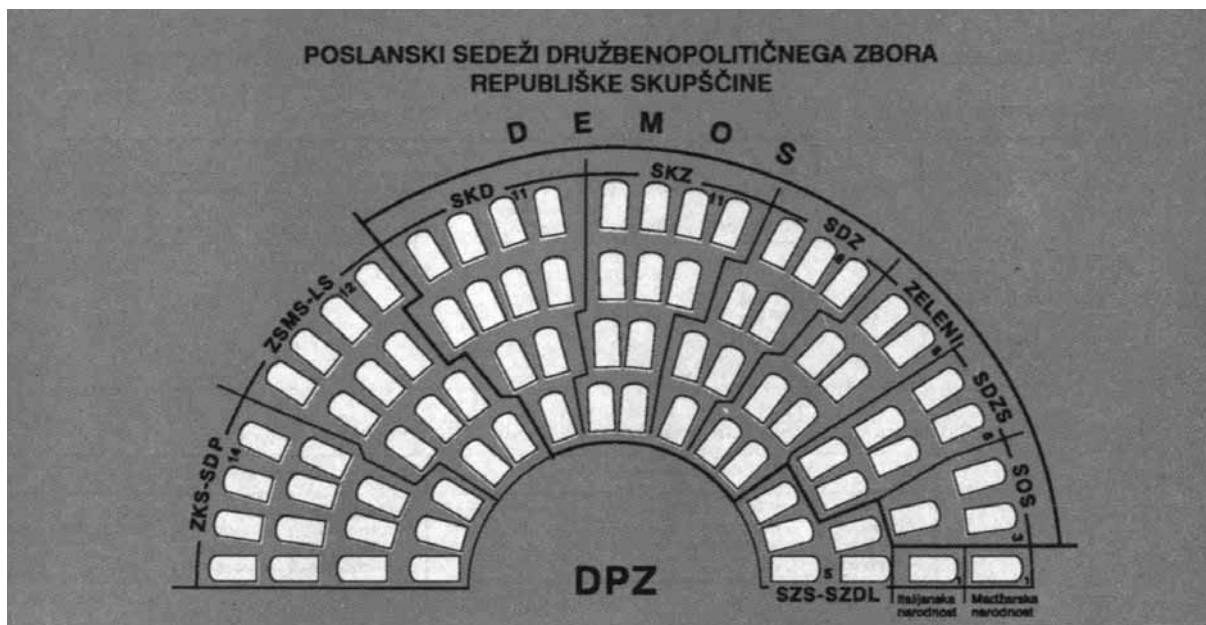 POSLANSKI SEDEŽI DRUŽBENOPOLITIČNEGA ZBORA
REPUBLIŠKE SKUPŠČINE
DEMOS
ZKS-SDP 14
ZSMS-LS 12
SKD 11
SKZ 11
SDZ 8
ZELENI 8
SDZS 6
SOS 3
DPZ
SZS-SZDL 5
Italijanska
narodnost 1
Madžarska
narodnost 1